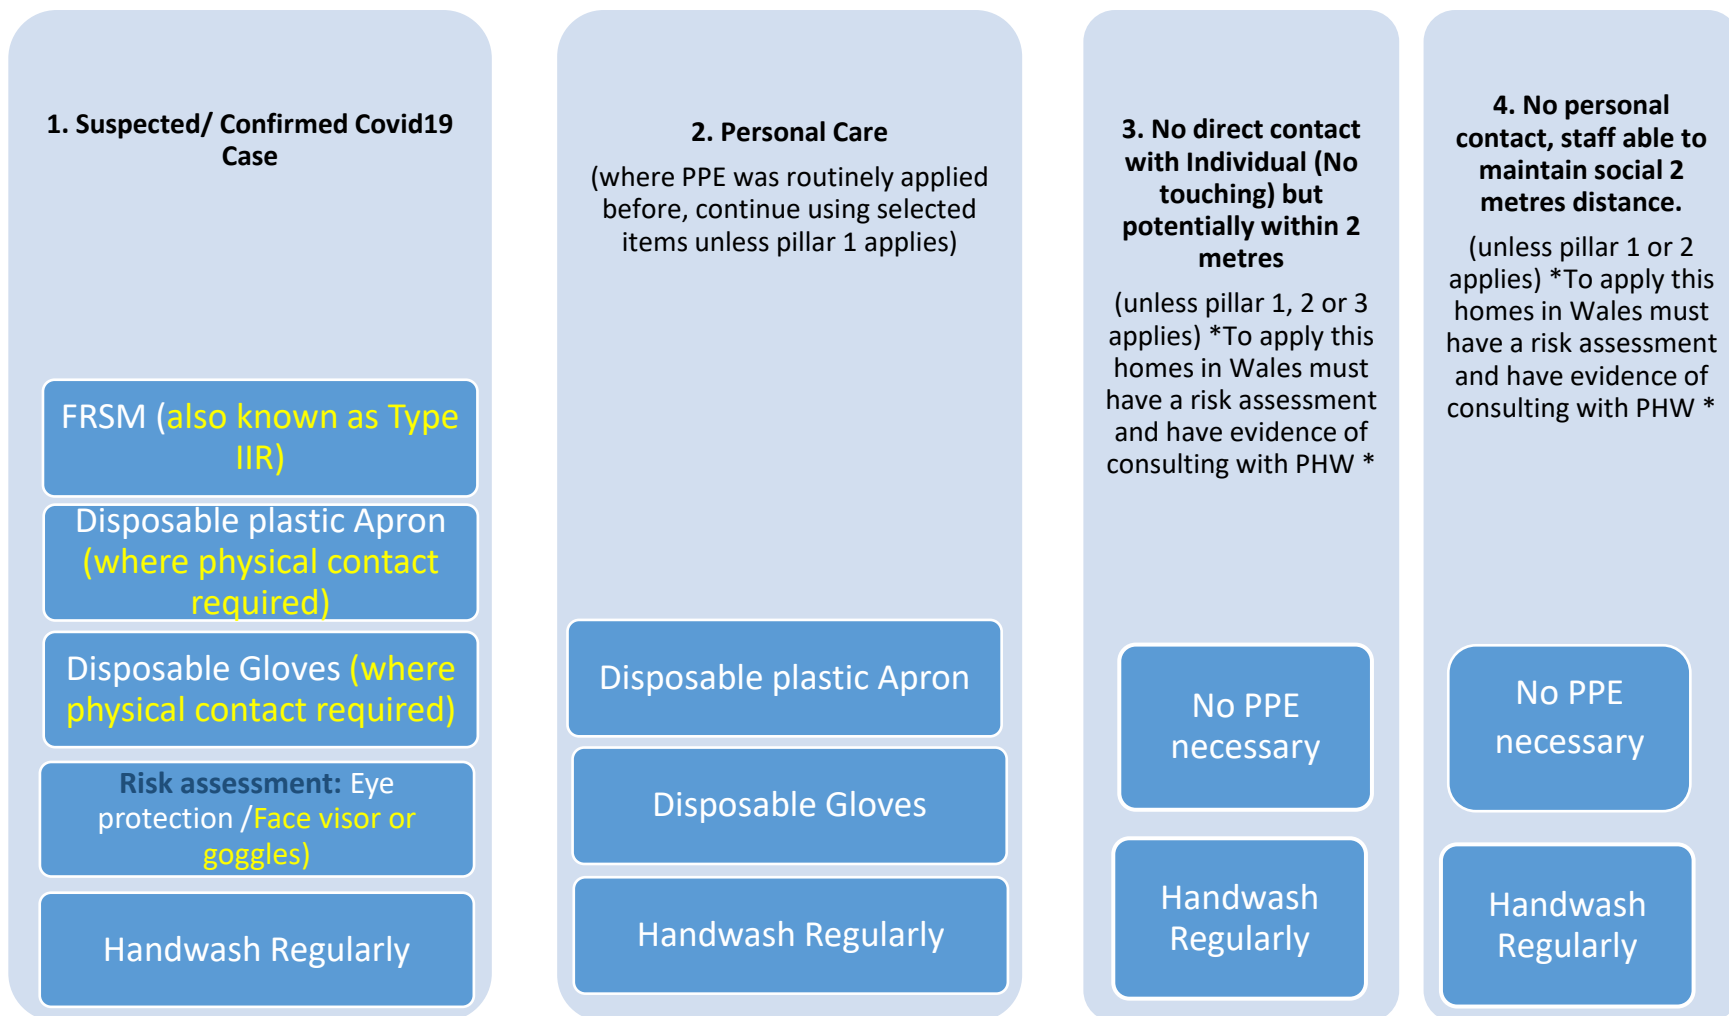 1. Suspected/ Confirmed Covid19
Case
FRSM (also known as Type
IIR)
Disposable plastic Apron
(where physical contact
required)
Disposable Gloves (where
physical contact required)
Risk assessment: Eye
protection /Face visor or
goggles)
Handwash Regularly
2. Personal Care
(where PPE was routinely applied
before, continue using selected
items unless pillar 1 applies)
Disposable plastic Apron
Disposable Gloves
Handwash Regularly
3. No direct contact
with Individual (No
touching) but
potentially within 2
metres
(unless pillar 1, 2 or 3
applies) *To apply this
homes in Wales must
have a risk assessment
and have evidence of
consulting with PHW *
No PPE
necessary
Handwash
Regularly
4. No personal
contact, staff able to
maintain social 2
metres distance.
(unless pillar 1 or 2
applies) *To apply this
homes in Wales must
have a risk assessment
and have evidence of
consulting with PHW *
No PPE
necessary
Handwash
Regularly